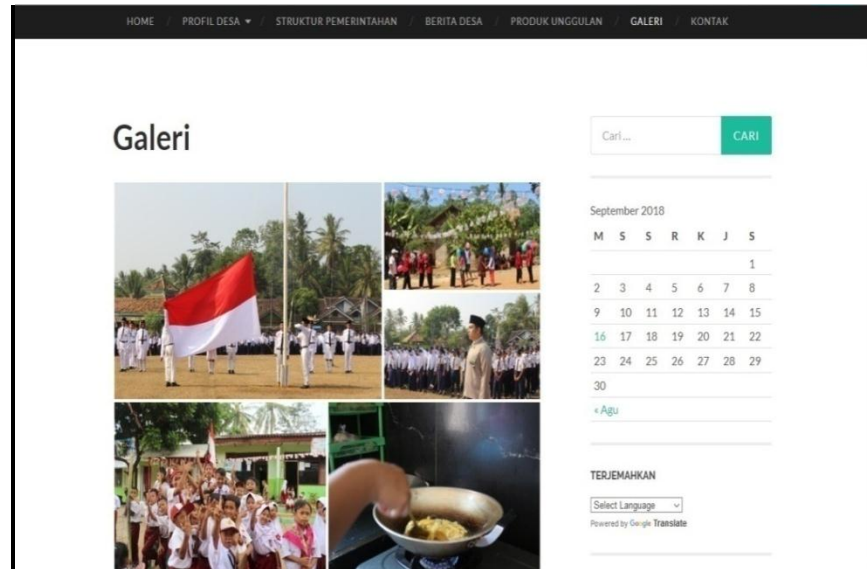 HOME / PROFIL DESA ▾ / STRUKTUR PEMERINTAHAN / BERITA DESA / PRODUK UNGGULAN / GALERI / KONTAK
Galeri
Cari ... CARI
September 2018
M S S R K J S
1
2 3 4 5 6 7 8
9 10 11 12 13 14 15
16 17 18 19 20 21 22
23 24 25 26 27 28 29
30
« Agu
TERJEMAHKAN
Select Language
Powered by Google Translate